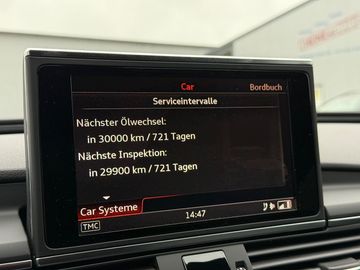 Car
Bordbuch
Serviceintervalle
Nächster Ölwechsel:
in 30000 km / 721 Tagen
Nächste Inspektion:
in 29900 km / 721 Tagen
Car Systeme
14:47
TMC